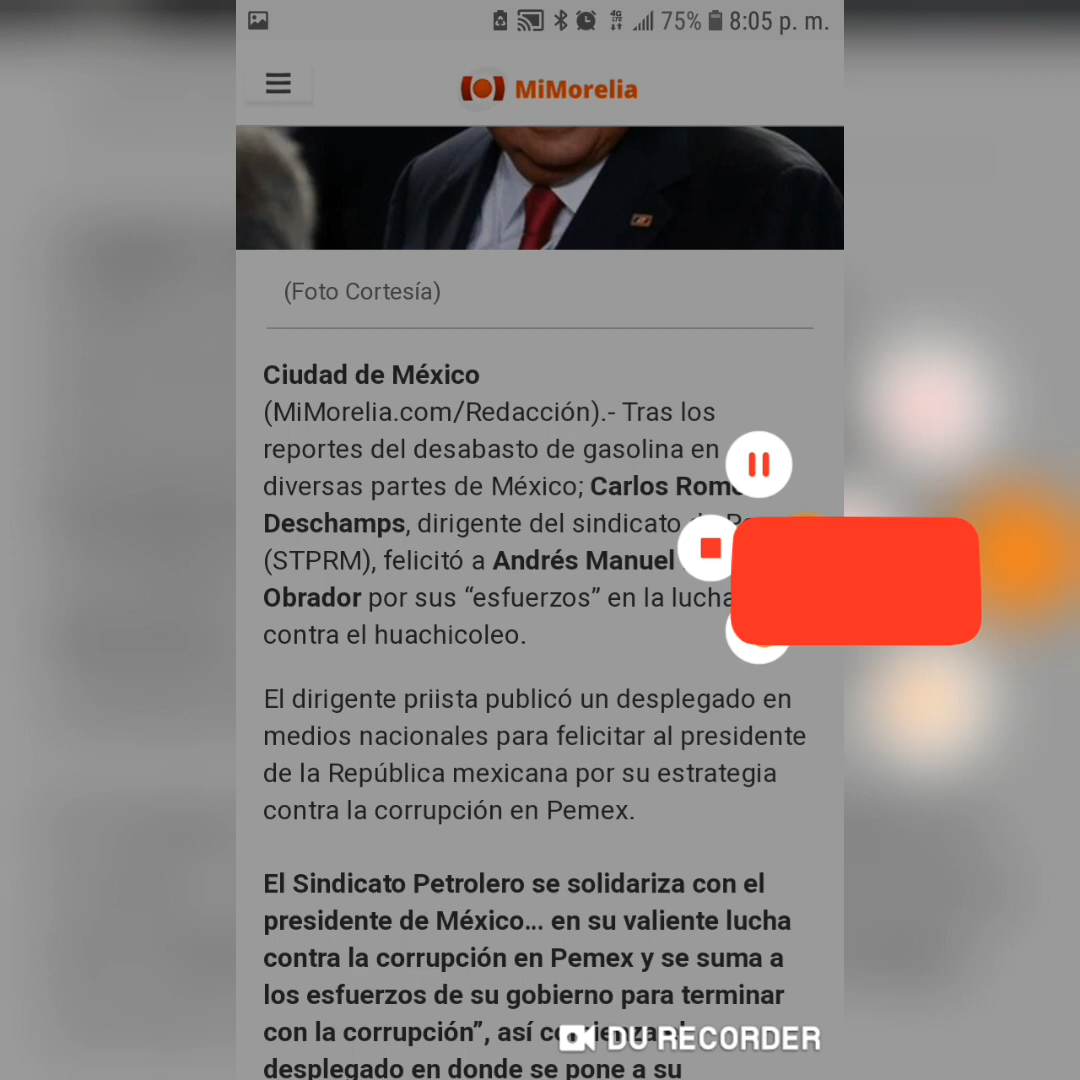 75% 8:05 p. m.
MiMorelia
(Foto Cortesía)
Ciudad de México
(MiMorelia.com/Redacción).- Tras los
reportes del desabasto de gasolina en
diversas partes de México; Carlos
Deschamps, dirigente del sindicato
(STPRM), felicitó a Andrés Manuel
Obrador por sus “esfuerzos” en la lucha
contra el huachicoleo.
El dirigente priista publicó un desplegado en
medios nacionales para felicitar al presidente
de la República mexicana por su estrategia
contra la corrupción en Pemex.
El Sindicato Petrolero se solidariza con el
presidente de México... en su valiente lucha
contra la corrupción en Pemex y se suma a
los esfuerzos de su gobierno para terminar
con la corrupción”, así
DU RECORDER
desplegado en donde se pone a su